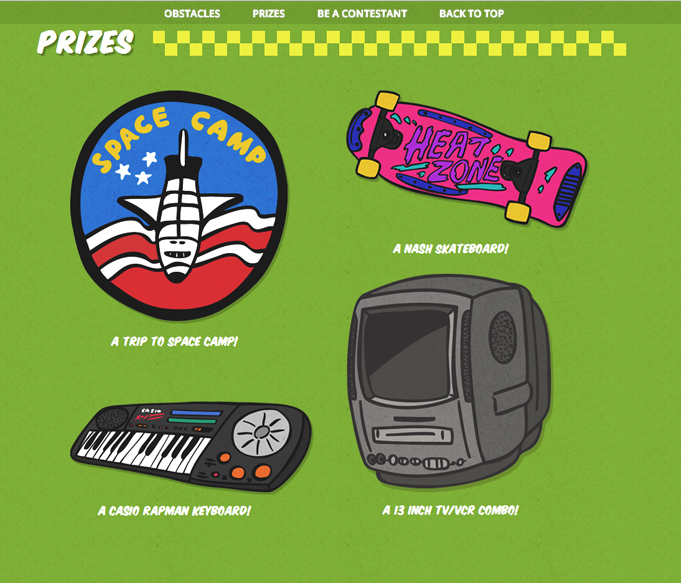 OBSTACLES PRIZES BE A CONTESTANT BACK TO TOP
PRIZES
SPACE CAMP
HEAT
ZONE
A NASH SKATEBOARD!
A TRIP TO SPACE CAMP!
CASIO
A CASIO RAPMAN KEYBOARD!
A 13 INCH TV/VCR COMBO!